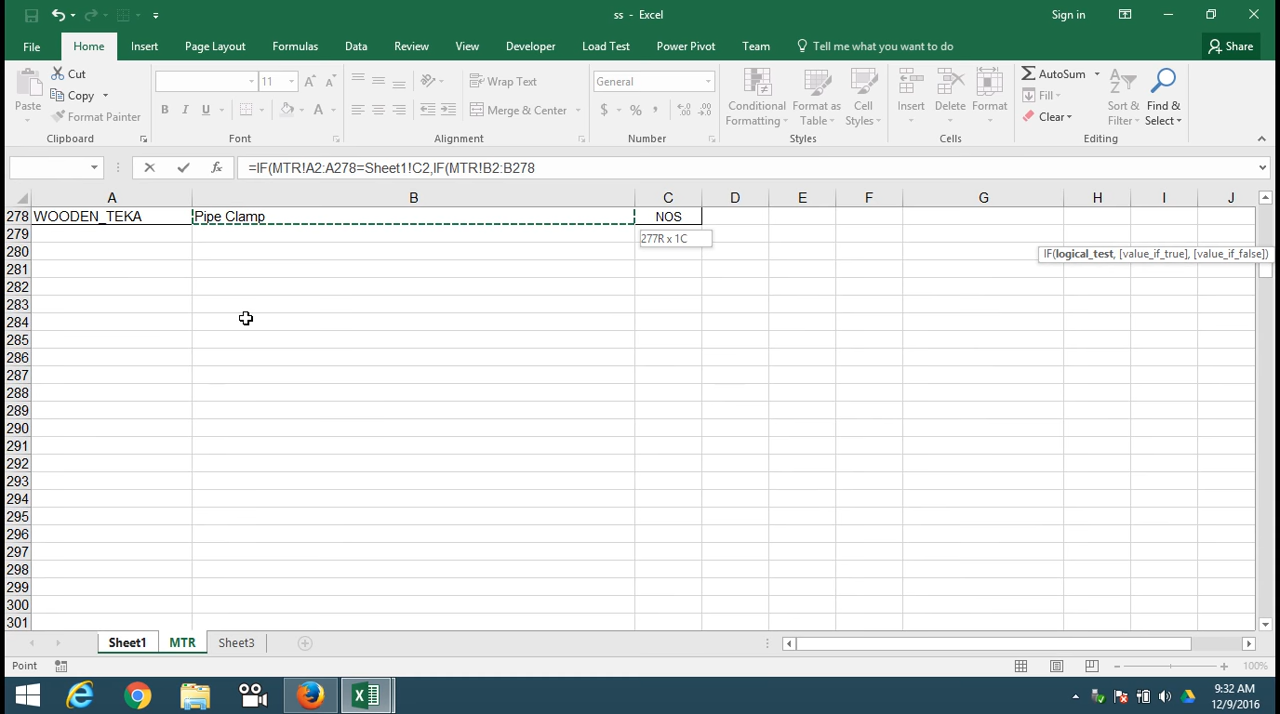 ss - Excel
Sign in
File Home Insert Page Layout Formulas Data Review View Developer Load Test Power Pivot Team Tell me what you want to do Share
Paste
Cut
Copy
Format Painter
Clipboard
11
Font
Wrap Text
Merge & Center
Alignment
General
Number
Conditional Formatting
Format as Table
Cell Styles
Styles
Insert
Delete
Format
Cells
AutoSum
Fill
Clear
Sort & Filter
Find & Select
Editing
=IF(MTR!A2:A278=Sheet1!C2,IF(MTR!B2:B278
A B C D E F G H I J
278 WOODEN_TEKA Pipe Clamp NOS
279 277R x 1C
280 IF(logical_test, [value_if_true], [value_if_false])
281
282
283
284
285
286
287
288
289
290
291
292
293
294
295
296
297
298
299
300
301
Sheet1 MTR Sheet3
Point 100%
9:32 AM
12/9/2016